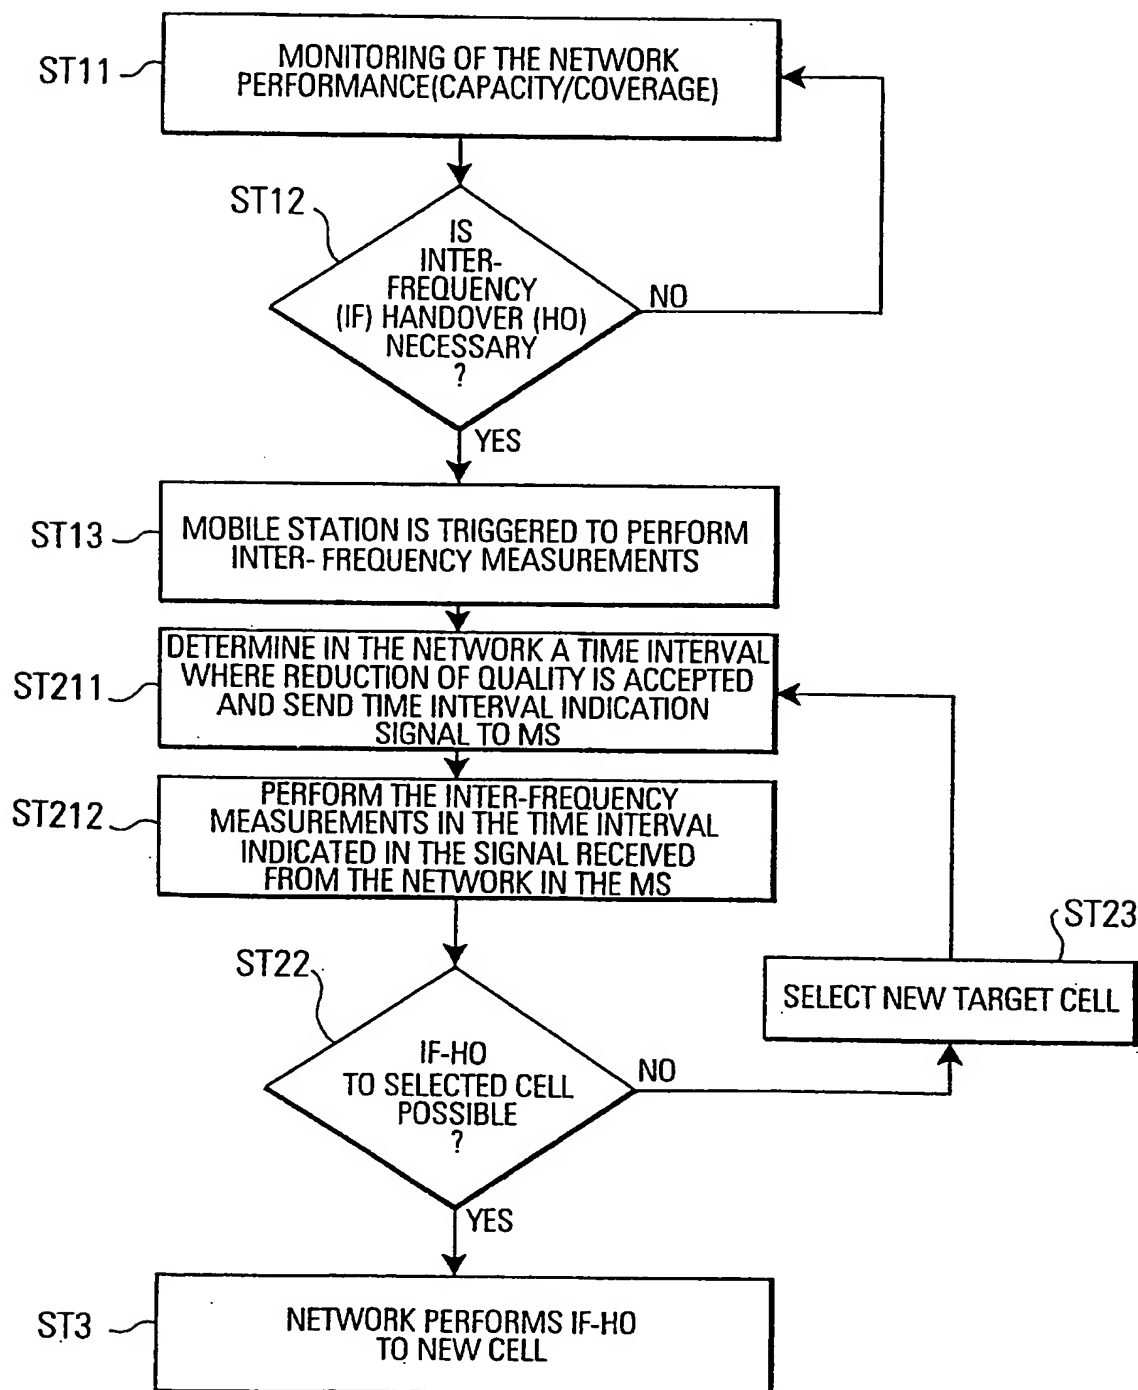 ST11
MONITORING OF THE NETWORK
PERFORMANCE(CAPACITY/COVERAGE)
ST12
IS
INTER-
FREQUENCY
(IF) HANDOVER (HO)
NECESSARY
?
NO
YES
ST13
MOBILE STATION IS TRIGGERED TO PERFORM
INTER- FREQUENCY MEASUREMENTS
ST211
DETERMINE IN THE NETWORK A TIME INTERVAL
WHERE REDUCTION OF QUALITY IS ACCEPTED
AND SEND TIME INTERVAL INDICATION
SIGNAL TO MS
ST212
PERFORM THE INTER-FREQUENCY
MEASUREMENTS IN THE TIME INTERVAL
INDICATED IN THE SIGNAL RECEIVED
FROM THE NETWORK IN THE MS
ST23
SELECT NEW TARGET CELL
ST22
IF-HO
TO SELECTED CELL
POSSIBLE
?
NO
YES
ST3
NETWORK PERFORMS IF-HO
TO NEW CELL